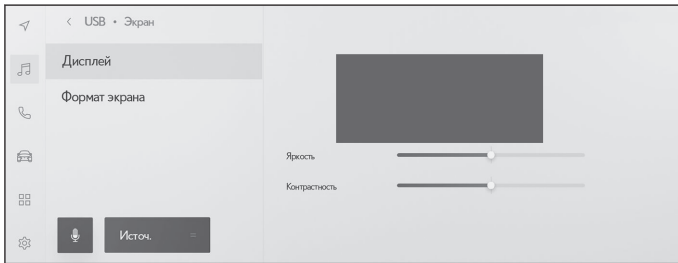 USB • Экран
Дисплей
Формат экрана
Яркость
Контрастность
Источ.